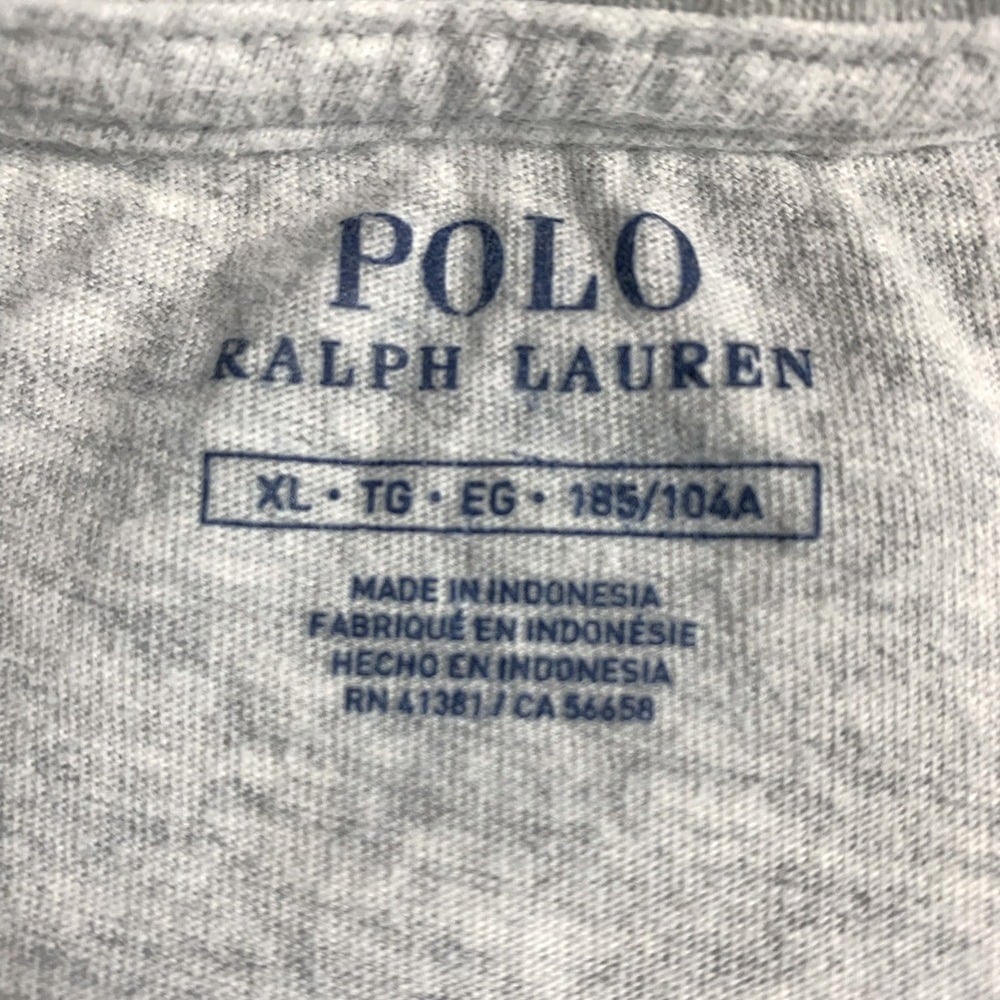 POLO
RALPH LAUREN
XL • TG • EG • 185/104A
MADE IN INDONESIA
FABRIQUÉ EN INDONÉSIE
HECHO EN INDONESIA
RN 41381 / CA 56658